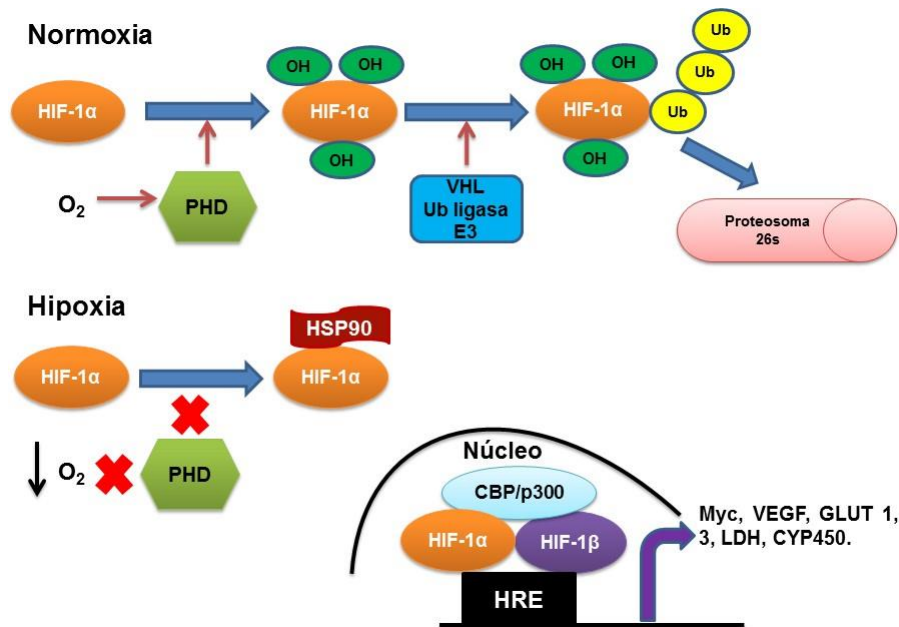 Normoxia
HIF-1α
OH
OH
HIF-1α
OH
OH
OH
HIF-1α
OH
Ub
Ub
Ub
O2
PHD
VHL
Ub ligasa
E3
Proteosoma
26s
Hipoxia
HIF-1α
HSP90
HIF-1α
O2
PHD
Núcleo
CBP/p300
HIF-1α
HIF-1β
HRE
Myc, VEGF, GLUT 1,
3, LDH, CYP450.